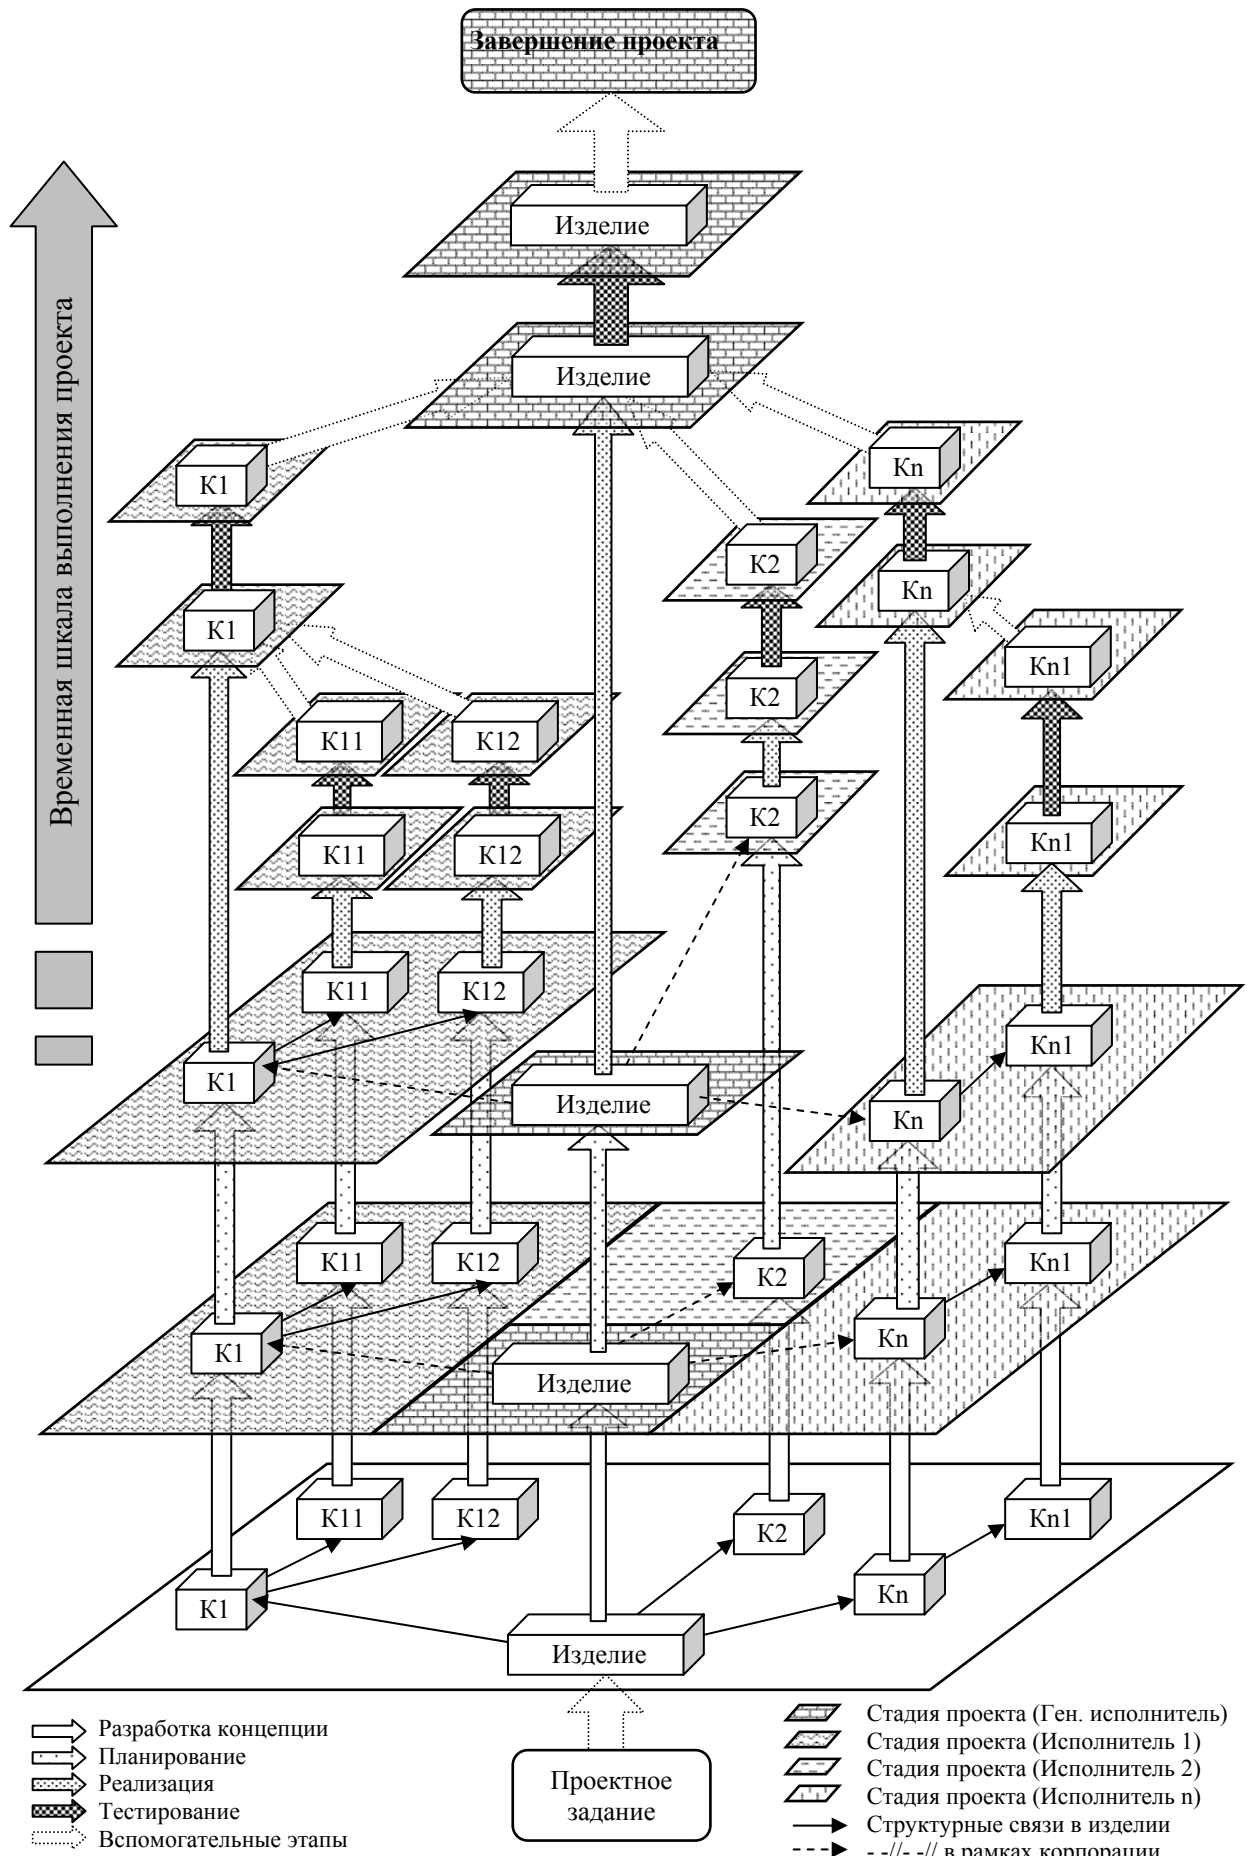 Завершение проекта
Временная шкала выполнения проекта
Изделие
Изделие
К1
Кn
К2
Кn
К1
Кn1
К2
К11
К12
К2
Кn1
К11
К12
К11
К12
Кn1
К1
Изделие
Кn
К11
К12
К2
Кn1
К1
Кn
Изделие
К11
К12
К2
Кn1
К1
Кn
Изделие
Проектное
задание
Разработка концепции
Планирование
Реализация
Тестирование
Вспомогательные этапы
Стадия проекта (Ген. исполнитель)
Стадия проекта (Исполнитель 1)
Стадия проекта (Исполнитель 2)
Стадия проекта (Исполнитель n)
Структурные связи в изделии
- -//- -// в рамках корпорации